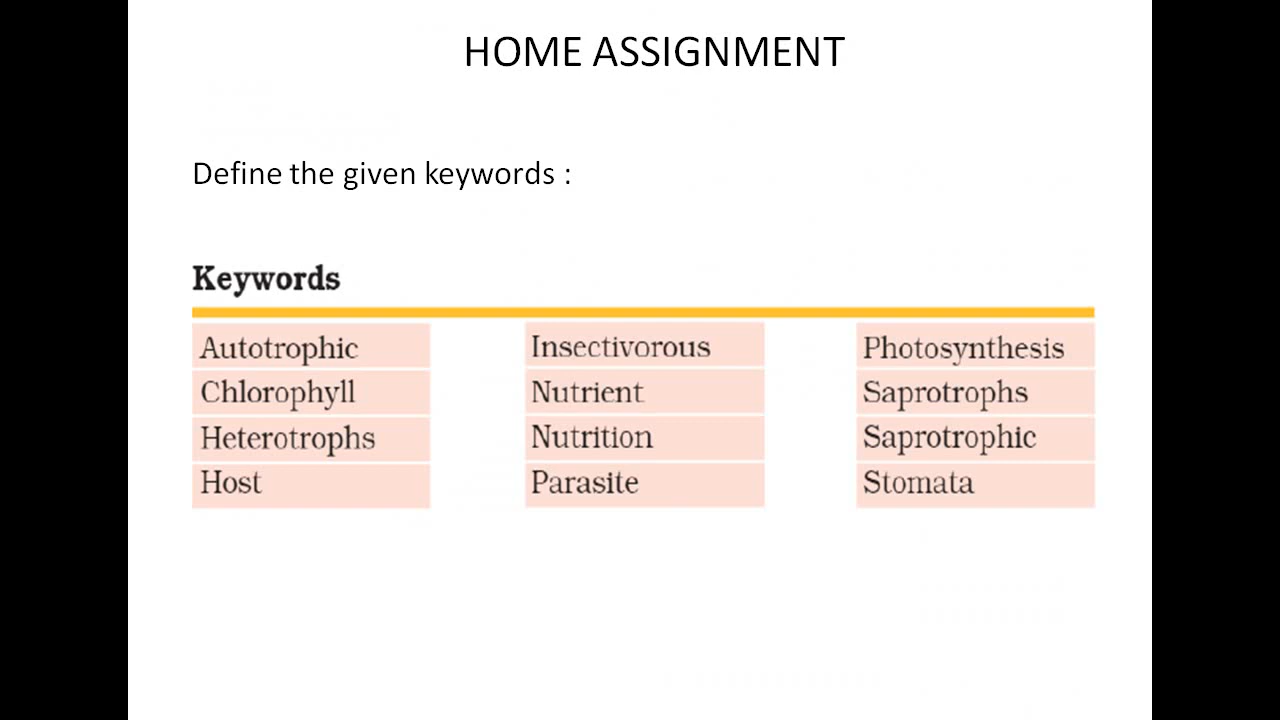 HOME ASSIGNMENT
Define the given keywords :
Keywords
Autotrophic
Chlorophyll
Heterotrophs
Host
Insectivorous
Nutrient
Nutrition
Parasite
Photosynthesis
Saprotrophs
Saprotrophic
Stomata